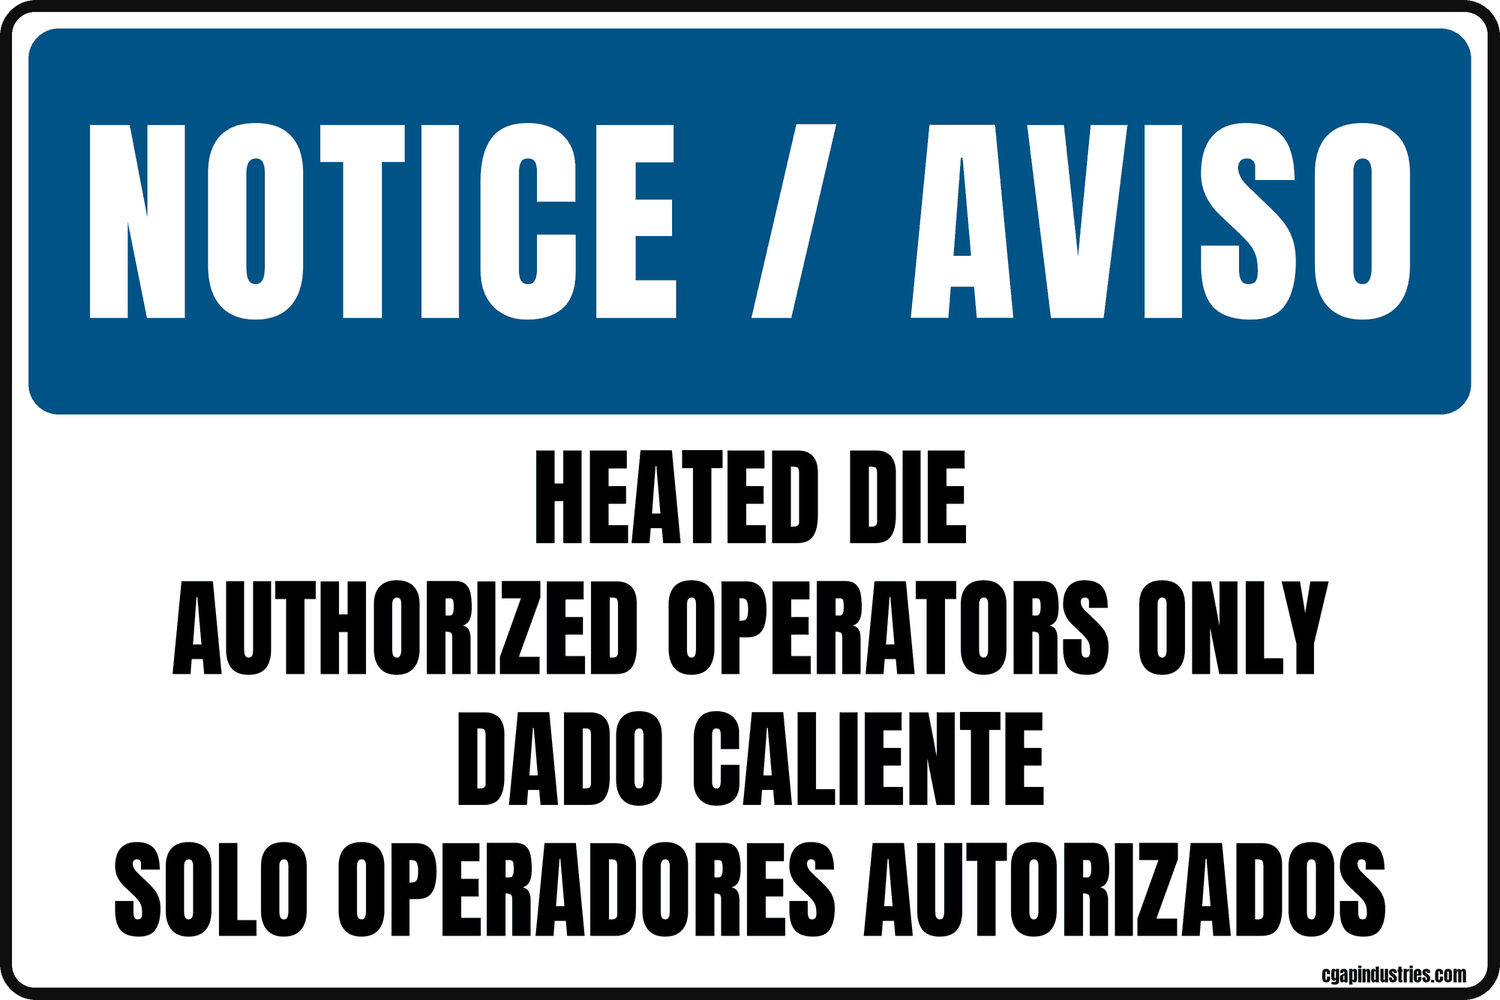 NOTICE / AVISO
HEATED DIE
AUTHORIZED OPERATORS ONLY
DADO CALIENTE
SOLO OPERADORES AUTORIZADOS
cgapindustries.com